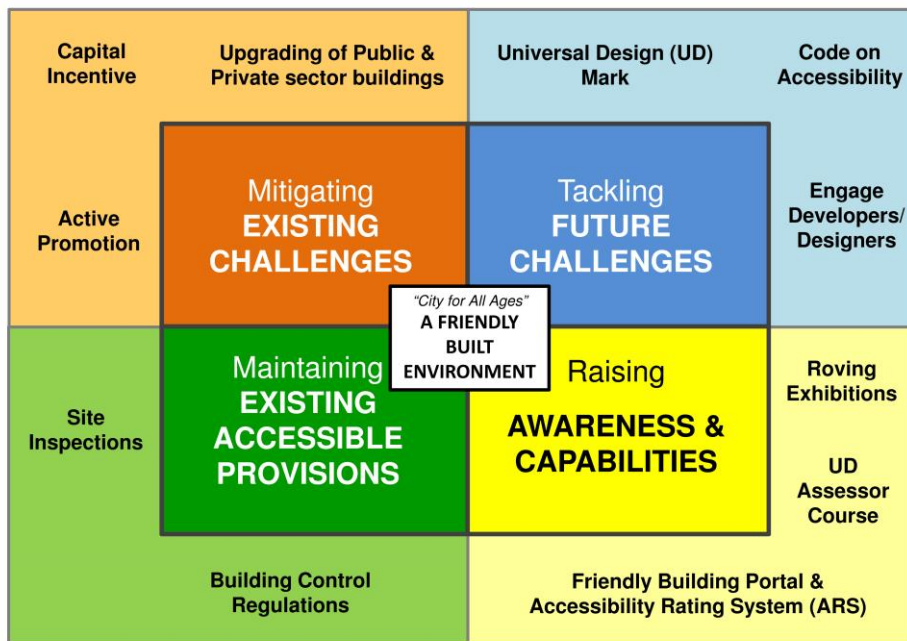 Capital
Incentive
Upgrading of Public &
Private sector buildings
Universal Design (UD)
Mark
Code on
Accessibility
Active
Promotion
Mitigating
EXISTING
CHALLENGES
Tackling
FUTURE
CHALLENGES
Engage
Developers/
Designers
"City for All Ages"
A FRIENDLY
BUILT
ENVIRONMENT
Site
Inspections
Maintaining
EXISTING
ACCESSIBLE
PROVISIONS
Raising
AWARENESS &
CAPABILITIES
Roving
Exhibitions
UD
Assessor
Course
Building Control
Regulations
Friendly Building Portal &
Accessibility Rating System (ARS)